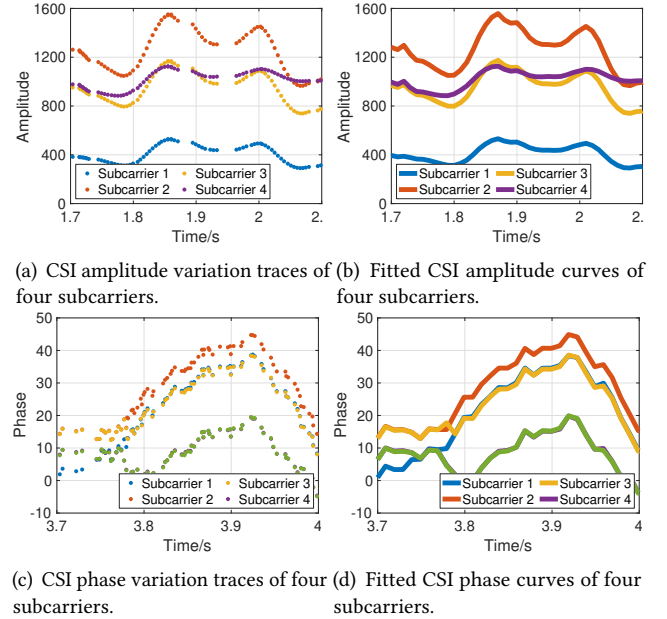 1600
1200
800
400
0
Amplitude
1.7 1.8 1.9 2 2.
Time/s
Subcarrier 1 Subcarrier 3
Subcarrier 2 Subcarrier 4
1600
1200
800
400
0
Amplitude
1.7 1.8 1.9 2 2.
Time/s
Subcarrier 1 Subcarrier 3
Subcarrier 2 Subcarrier 4
(a) CSI amplitude variation traces of
four subcarriers.
(b) Fitted CSI amplitude curves of
four subcarriers.
50
40
30
20
10
0
-10
Phase
3.7 3.8 3.9 4
Time/s
Subcarrier 1 Subcarrier 3
Subcarrier 2 Subcarrier 4
50
40
30
20
10
0
-10
Phase
3.7 3.8 3.9 4
Time/s
Subcarrier 1 Subcarrier 3
Subcarrier 2 Subcarrier 4
(c) CSI phase variation traces of four
subcarriers.
(d) Fitted CSI phase curves of four
subcarriers.